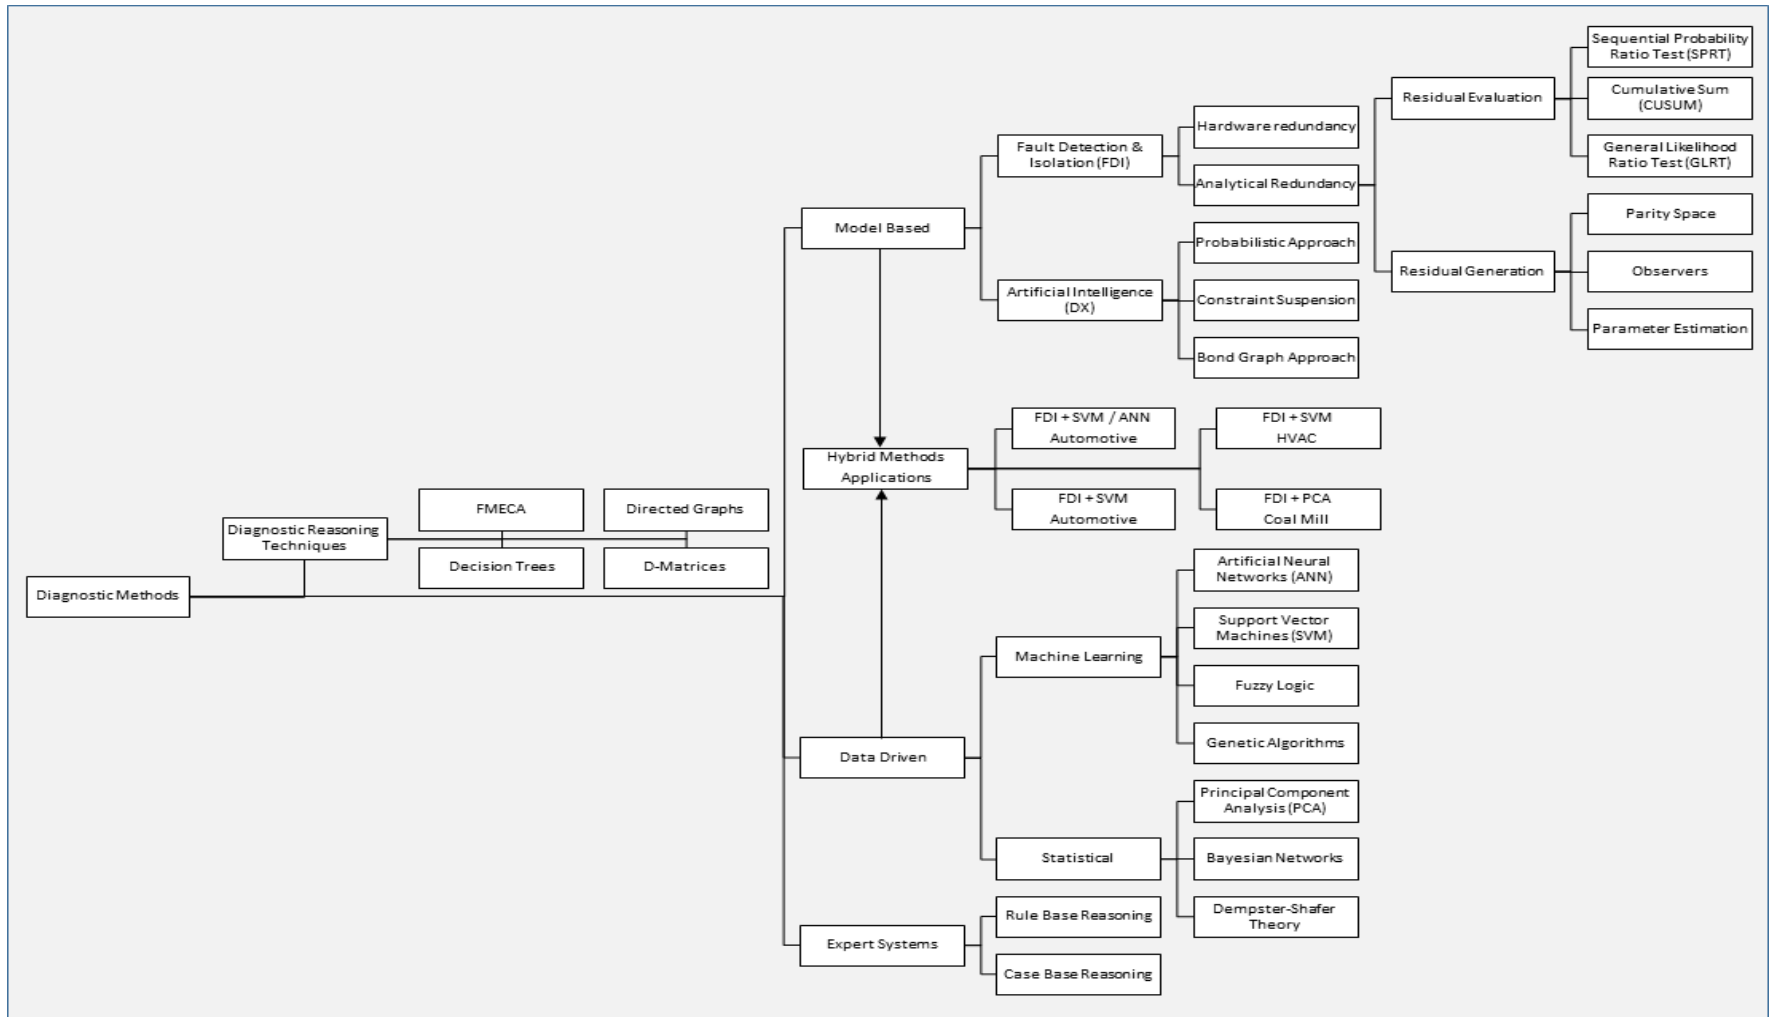 Sequential Probability
Ratio Test (SPRT)
Residual Evaluation
Cumulative Sum
(CUSUM)
Hardware redundancy
Fault Detection &
Isolation (FDI)
General Likelihood
Ratio Test (GLRT)
Analytical Redundancy
Parity Space
Model Based
Probabilistic Approach
Residual Generation
Observers
Artificial Intelligence
(DX)
Constraint Suspension
Parameter Estimation
Bond Graph Approach
FDI + SVM / ANN
Automotive
FDI + SVM
HVAC
Hybrid Methods
Applications
FDI + SVM
Automotive
FDI + PCA
Coal Mill
FMECA
Directed Graphs
Diagnostic Reasoning
Techniques
Decision Trees
D-Matrices
Diagnostic Methods
Artificial Neural
Networks (ANN)
Support Vector
Machines (SVM)
Machine Learning
Fuzzy Logic
Genetic Algorithms
Data Driven
Principal Component
Analysis (PCA)
Statistical
Bayesian Networks
Dempster-Shafer
Theory
Rule Base Reasoning
Expert Systems
Case Base Reasoning